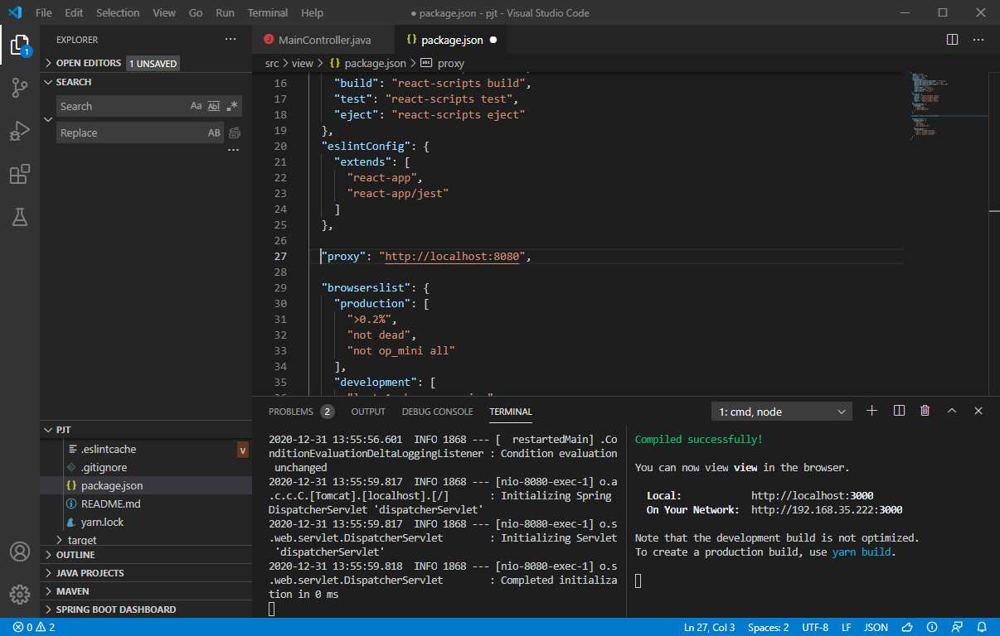 File Edit Selection View Go Run Terminal Help ● package.json - pjt - Visual Studio Code
EXPLORER ···
MainController.java
{} package.json ●
1
OPEN EDITORS 1 UNSAVED
SEARCH
Search Aa Abl .*
Replace AB
···
src > view > {} package.json > abc proxy
16 "build": "react-scripts build",
17 "test": "react-scripts test",
18 "eject": "react-scripts eject"
19 },
20 "eslintConfig": {
21 "extends": [
22 "react-app",
23 "react-app/jest"
24 ]
25 },
26
27 "proxy": "http://localhost:8080",
28
29 "browserslist": {
30 "production": [
31 ">0.2%",
32 "not dead",
33 "not op_mini all"
34 ],
35 "development": [
PJT
.eslintcache
v
.gitignore
{} package.json
README.md
yarn.lock
target
OUTLINE
JAVA PROJECTS
MAVEN
SPRING BOOT DASHBOARD
PROBLEMS 2 OUTPUT DEBUG CONSOLE TERMINAL 1: cmd, node
2020-12-31 13:55:56.601 INFO 1868 --- [ restartedMain] .Co
nditionEvaluationDeltaLoggingListener : Condition evaluation
unchanged
2020-12-31 13:55:59.817 INFO 1868 --- [nio-8080-exec-1] o.a
.c.c.C.[Tomcat].[localhost].[/] : Initializing Spring
DispatcherServlet 'dispatcherServlet'
2020-12-31 13:55:59.817 INFO 1868 --- [nio-8080-exec-1] o.s
.web.servlet.DispatcherServlet : Initializing Servlet
'dispatcherServlet'
2020-12-31 13:55:59.818 INFO 1868 --- [nio-8080-exec-1] o.s
.web.servlet.DispatcherServlet : Completed initializa
tion in 0 ms
Compiled successfully!
You can now view view in the browser.
Local: http://localhost:3000
On Your Network: http://192.168.35.222:3000
Note that the development build is not optimized.
To create a production build, use yarn build.
0 2
Ln 27, Col 3 Spaces: 2 UTF-8 LF JSON